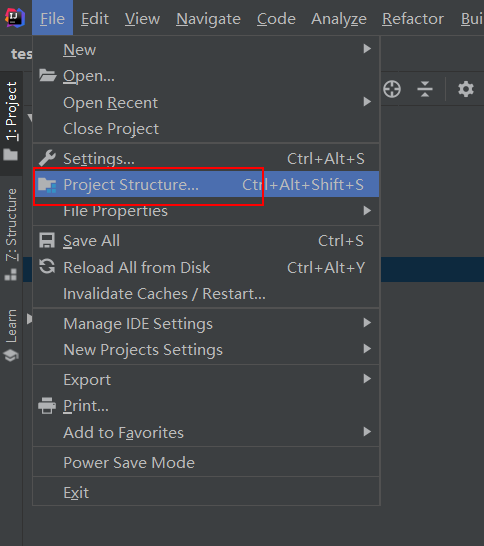 IJ File Edit View Navigate Code Analyze Refactor Bui
tes
1: Project
Z: Structure
Learn
New
Open...
Open Recent
Close Project
Settings... Ctrl+Alt+S
Project Structure... Ctrl+Alt+Shift+S
File Properties
Save All Ctrl+S
Reload All from Disk Ctrl+Alt+Y
Invalidate Caches / Restart...
Manage IDE Settings
New Projects Settings
Export
Print...
Add to Favorites
Power Save Mode
Exit